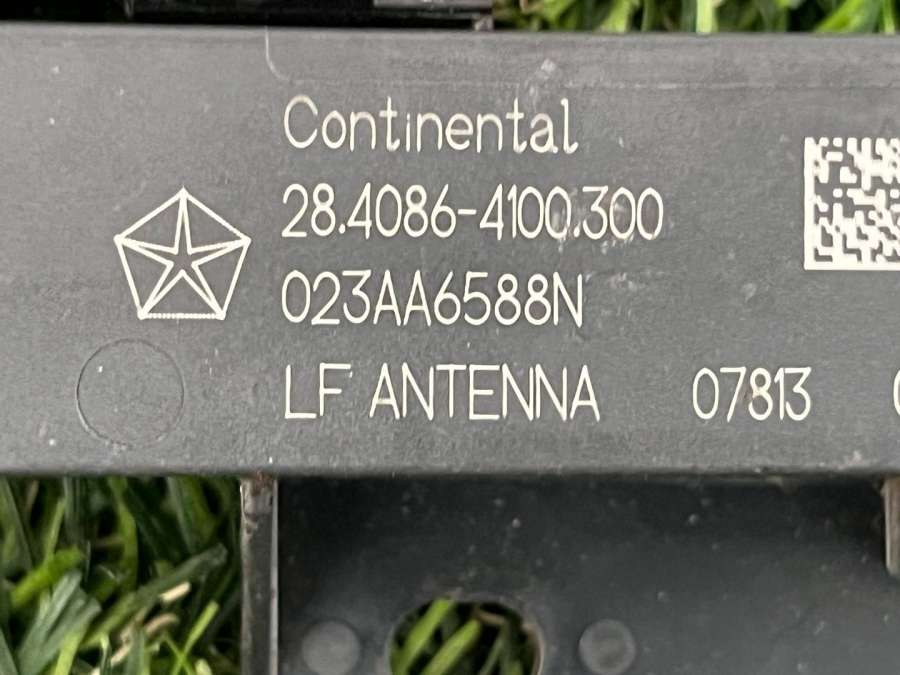 Continental
28.4086-4100.300
023AA6588N
LF ANTENNA 07813